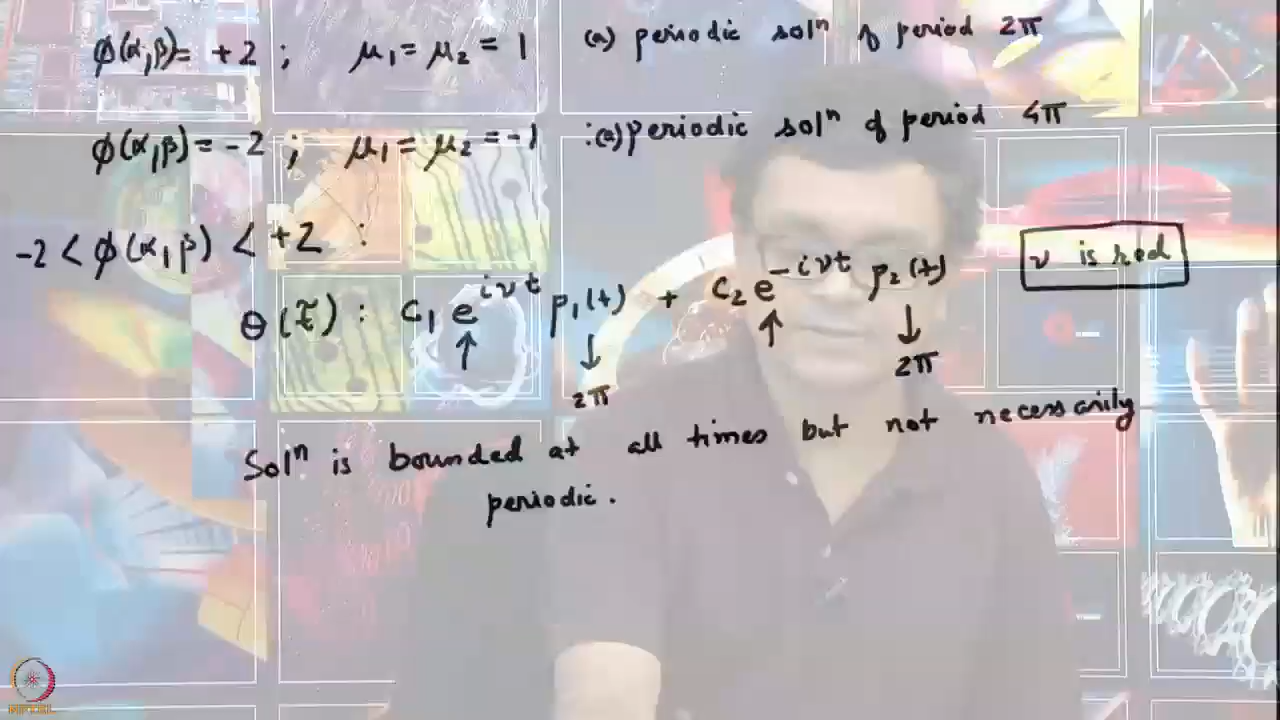 ϕ(α,β)= +2 ; μ₁= μ₂ = 1 (a) periodic solⁿ of period 2π
ϕ(α,β) = -2 ; μ₁= μ₂ = -1 :(a) periodic solⁿ of period 4π
-2 < ϕ(α,β) < +2 :
θ(t̃) : c₁ e^{iνt} p₁(t) + c₂ e^{-iνt} p₂(t) ν is real
↑ ↓ ↑ ↓
2π 2π
Solⁿ is bounded at all times but not necessarily
periodic.
NPTEL